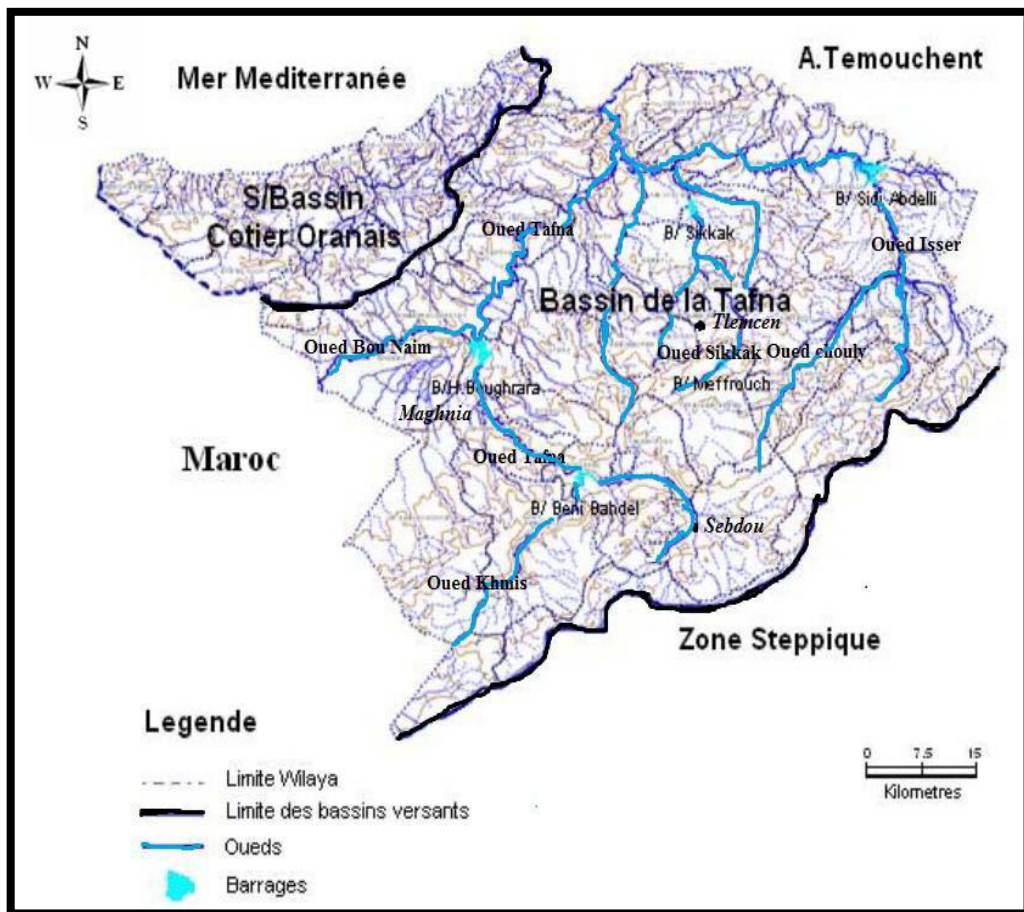 N
W E
S
Mer Mediterranée
A.Temouchent
S/Bassin
Cotier Oranais
B/ Sidi Abdelli
Oued Tafna
B/ Sikkak
Oued Isser
Bassin de la Tafna
Tlemcen
Oued Bou Naim
Oued Sikkak
Oued chouly
B/ Meffrouch
B/H.Boughrara
Maghnia
Maroc
Oued Tafna
B/ Beni Bahdel
Sebdou
Oued Khmis
Zone Steppique
Legende
Limite Wilaya
Limite des bassins versants
Oueds
Barrages
0 7.5 15
Kilometres